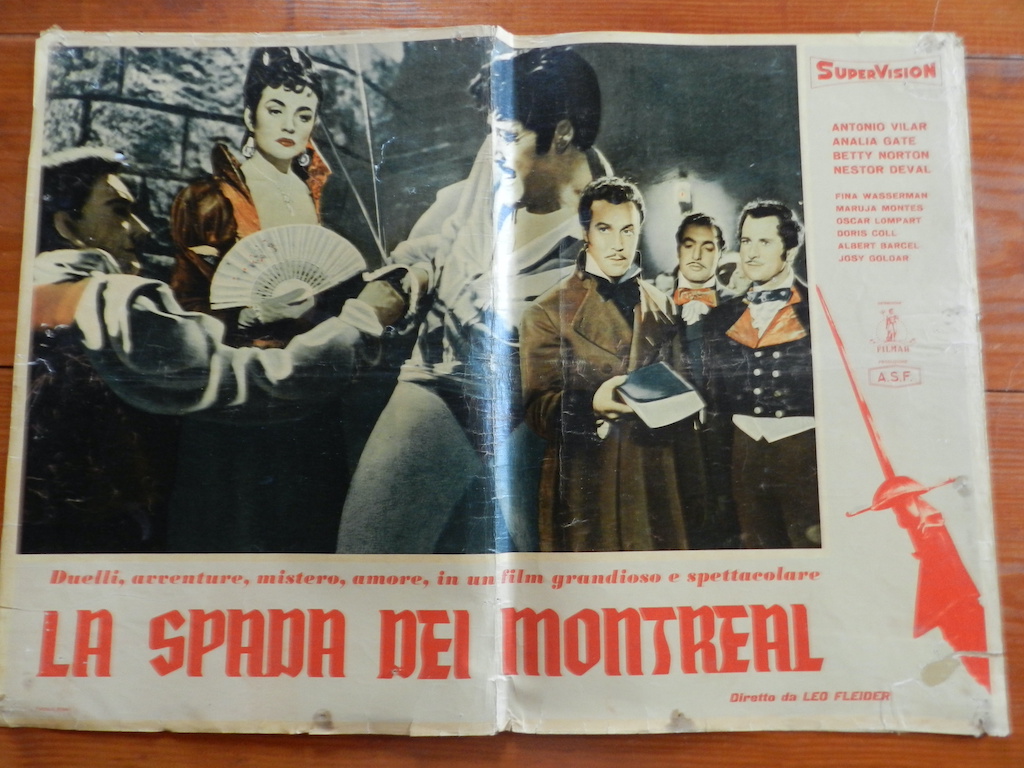 SUPERVISION
ANTONIO VILAR
ANALIA GATE
BETTY NORTON
NESTOR DEVAL
FINA WASSERMAN
MARUJA MONTES
OSCAR LOMPART
DORIS COLL
ALBERT BARCEL
JOSY GOLDAR
FILMAR
A.S.F.
Duelli, avventure, mistero, amore, in un film grandioso e spettacolare
LA SPADA DEI MONTREAL
Diretto da LEO FLEIDER